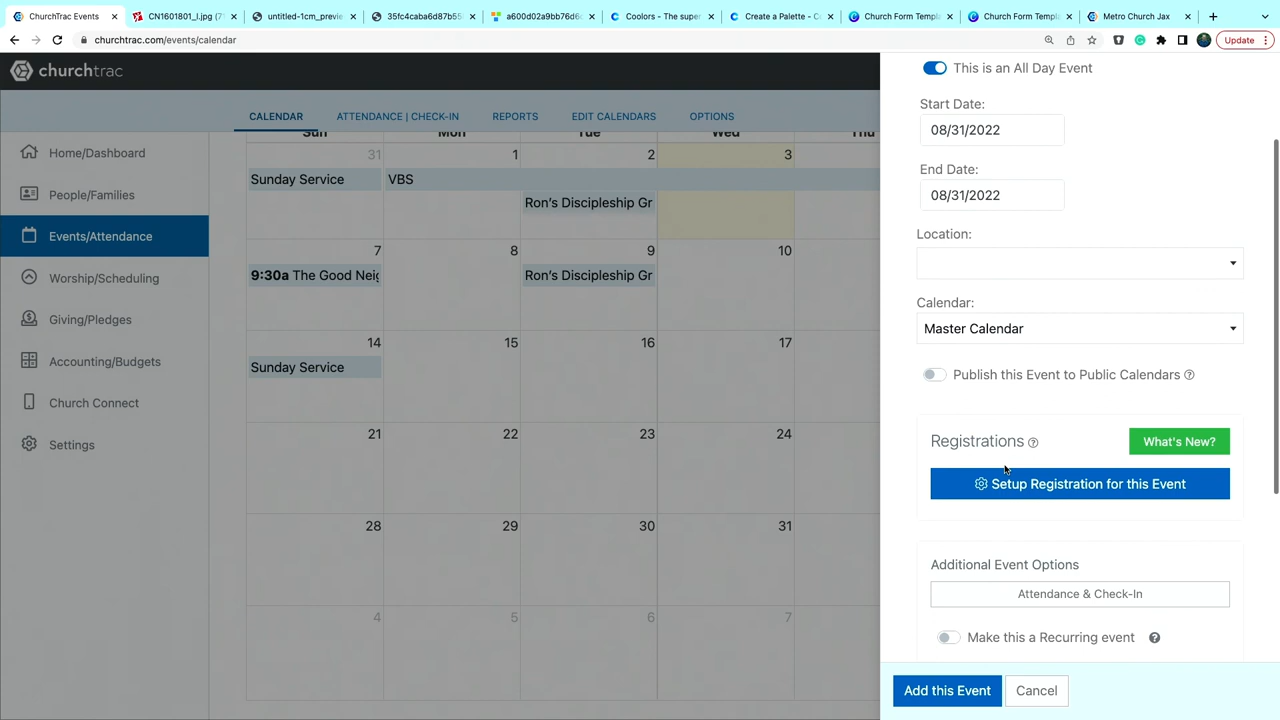 ChurchTrac Events
CN1601801_l.jpg (7
untitled-1cm_previe
35fc4caba6d87b55
a600d02a9bb76d6c
Coolors - The super
Create a Palette - Co
Church Form Templ
Church Form Templ
Metro Church Jax
churchtrac.com/events/calendar
Update
churchtrac
CALENDAR
ATTENDANCE | CHECK-IN
REPORTS
EDIT CALENDARS
OPTIONS
Home/Dashboard
People/Families
Events/Attendance
Worship/Scheduling
Giving/Pledges
Accounting/Budgets
Church Connect
Settings
Sun Mon Tue Wed Thu
31 1 2 3
Sunday Service VBS
Ron's Discipleship Gr
7 8 9 10
9:30a The Good Neig Ron's Discipleship Gr
14 15 16 17
Sunday Service
21 22 23 24
28 29 30 31
4 5 6 7
This is an All Day Event
Start Date:
08/31/2022
End Date:
08/31/2022
Location:
Calendar:
Master Calendar
Publish this Event to Public Calendars ?
Registrations ?
What's New?
Setup Registration for this Event
Additional Event Options
Attendance & Check-In
Make this a Recurring event ?
Add this Event
Cancel